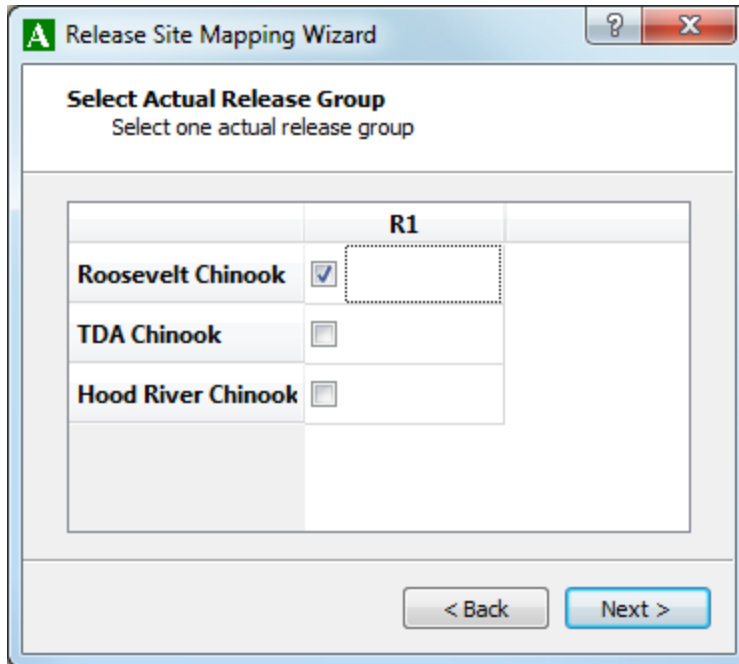 A Release Site Mapping Wizard ? X
Select Actual Release Group
Select one actual release group
R1
Roosevelt Chinook
TDA Chinook
Hood River Chinook
< Back Next >